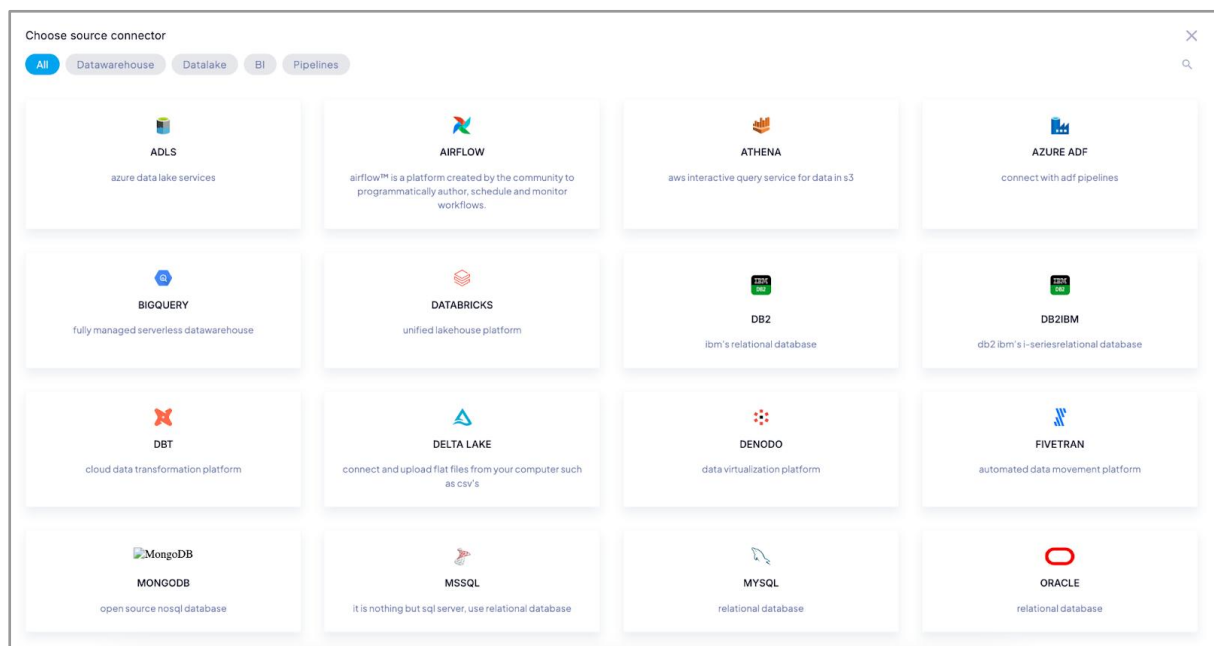 Choose source connector
All
Datawarehouse
Datalake
BI
Pipelines
ADLS
azure data lake services
AIRFLOW
airflow™ is a platform created by the community to
programmatically author, schedule and monitor
workflows.
ATHENA
aws interactive query service for data in s3
AZURE ADF
connect with adf pipelines
BIGQUERY
fully managed serverless datawarehouse
DATABRICKS
unified lakehouse platform
IBM
DB2
DB2
ibm's relational database
IBM
DB2
DB2IBM
db2 ibm's i-seriesrelational database
DBT
cloud data transformation platform
DELTA LAKE
connect and upload flat files from your computer such
as csv's
DENODO
data virtualization platform
FIVETRAN
automated data movement platform
MongoDB
MONGODB
open source nosql database
MSSQL
it is nothing but sql server, use relational database
MYSQL
relational database
ORACLE
relational database